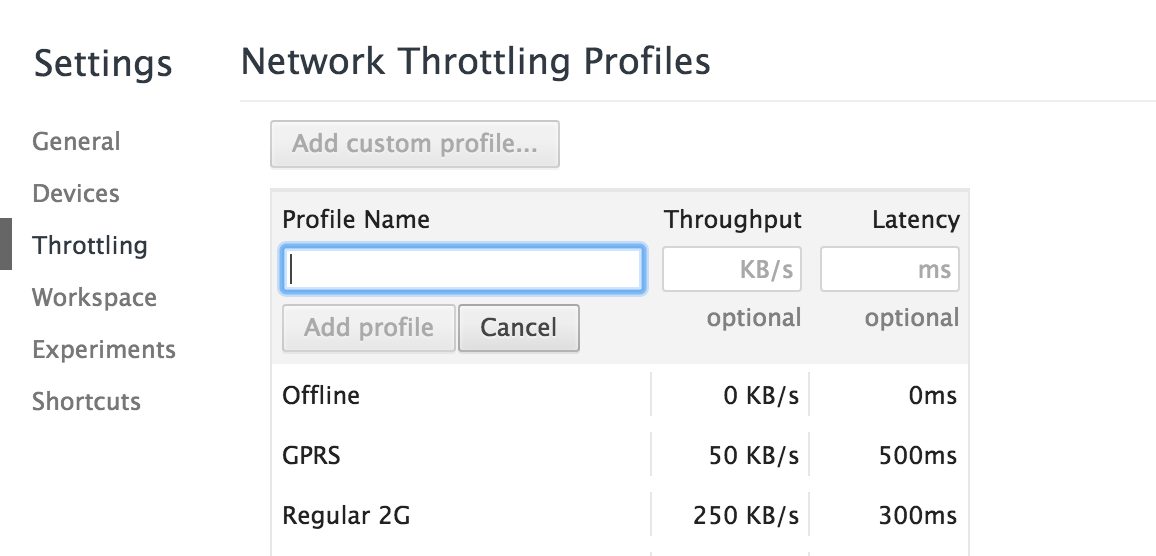 Settings
General
Devices
Throttling
Workspace
Experiments
Shortcuts
Network Throttling Profiles
Add custom profile...
Profile Name Throughput Latency
KB/s ms
Add profile Cancel optional optional
Offline 0 KB/s 0ms
GPRS 50 KB/s 500ms
Regular 2G 250 KB/s 300ms